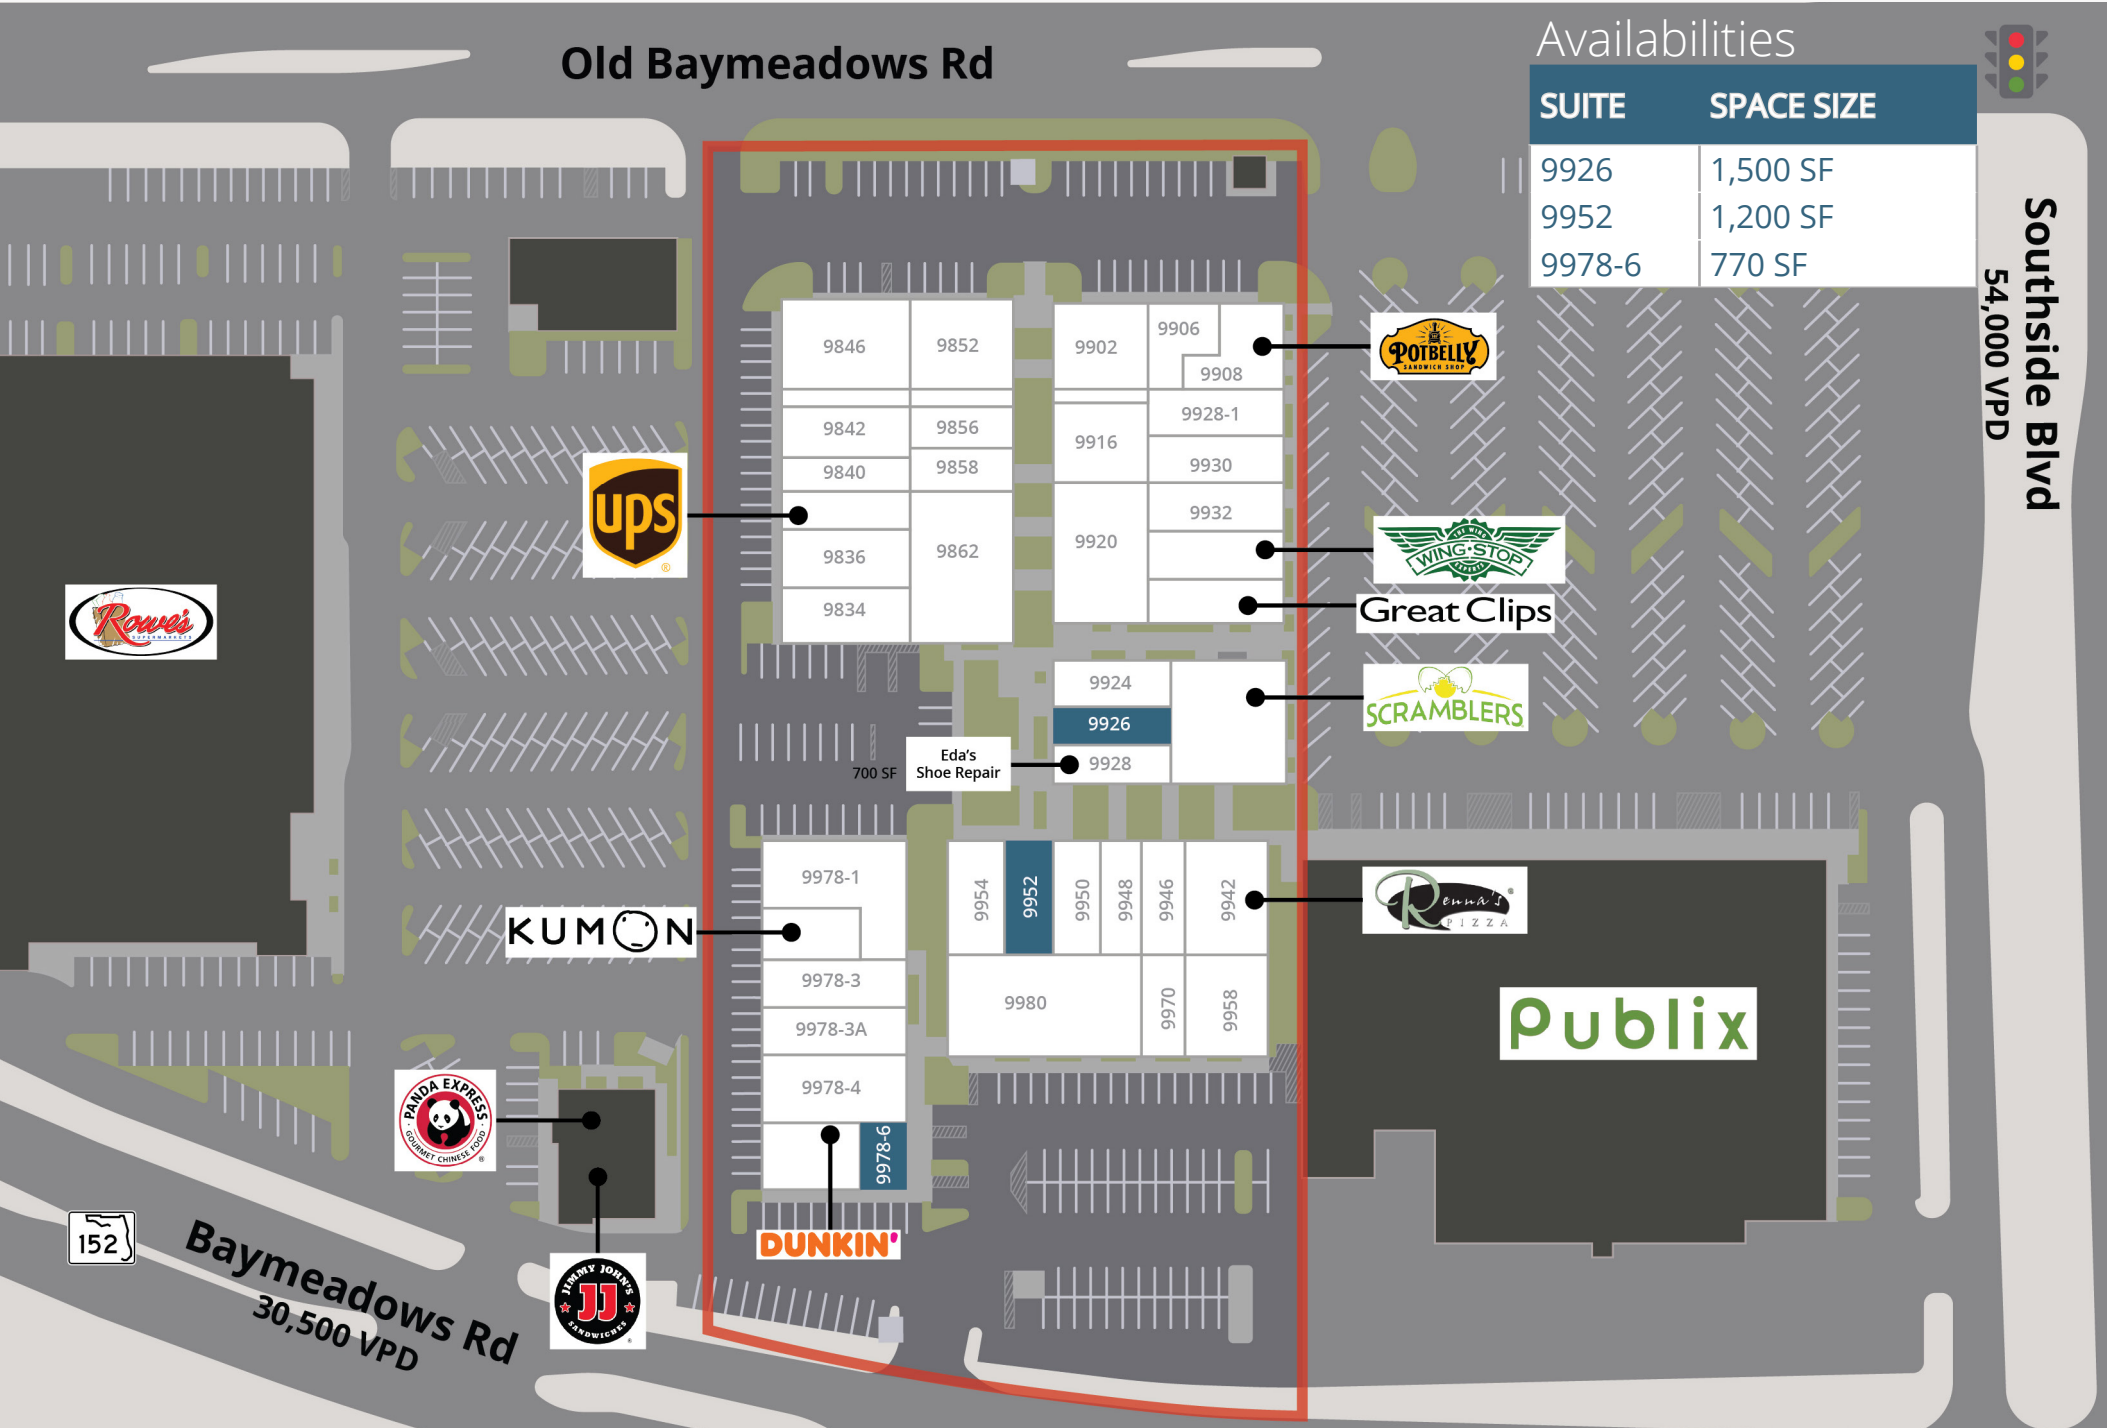 Old Baymeadows Rd
Availabilities
SUITE SPACE SIZE
9926 1,500 SF
9952 1,200 SF
9978-6 770 SF
Southside Blvd
54,000 VPD
9846
9852
9902
9906
9908
POTBELLY
SANDWICH SHOP
9842
9856
9916
9928-1
9840
9858
9930
ups
®
9932
9836
9862
9920
THE WING
WING·STOP
EXPERTS
9834
Great Clips
Rowe's
SUPERMARKETS
9924
SCRAMBLERS
9926
9928
Eda's
Shoe Repair
700 SF
9978-1
9954
9952
9950
9948
9946
9942
Renna's®
PIZZA
KUMON
9978-3
9978-3A
9980
9970
9958
Publix
9978-4
PANDA EXPRESS
GOURMET CHINESE FOOD
®
9978-6
DUNKIN'
152
Baymeadows Rd
30,500 VPD
JIMMY JOHN'S
JJ
SANDWICHES
®